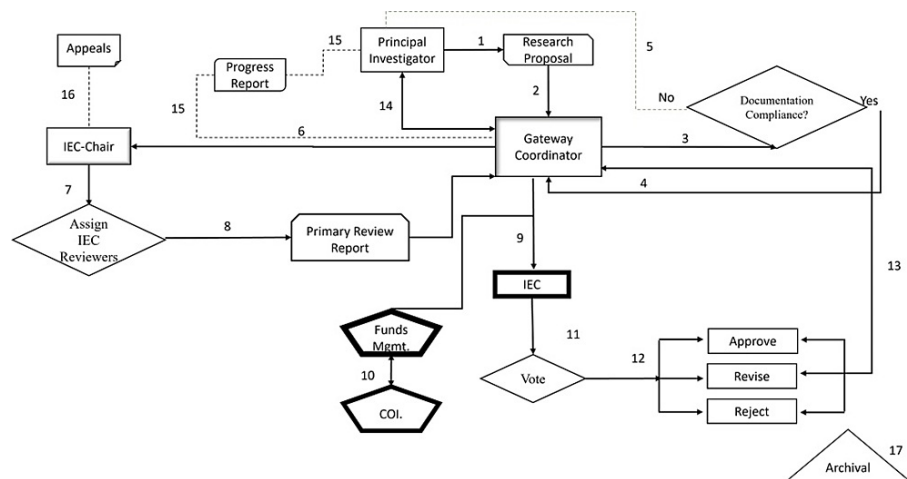 Appeals
16
IEC-Chair
7
Assign
IEC
Reviewers
8
Primary Review
Report
Progress
Report
15
15
6
Principal
Investigator
1
Research
Proposal
2
14
Gateway
Coordinator
3
4
5
No
Documentation
Compliance?
Yes
9
IEC
11
Vote
12
Funds
Mgmt.
10
COI.
Approve
Revise
Reject
13
17
Archival